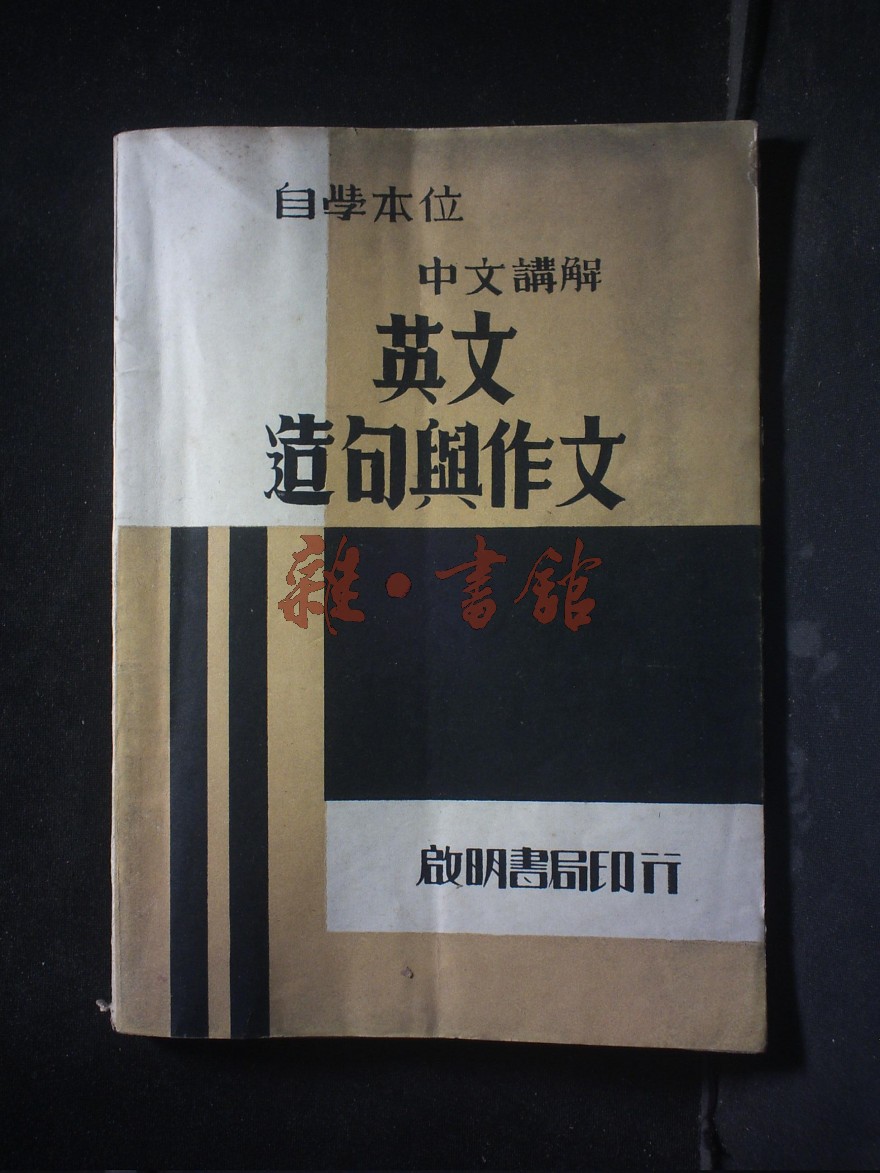 自學本位
中文講解
英文
造句與作文
雜·書館
啟明書局印行